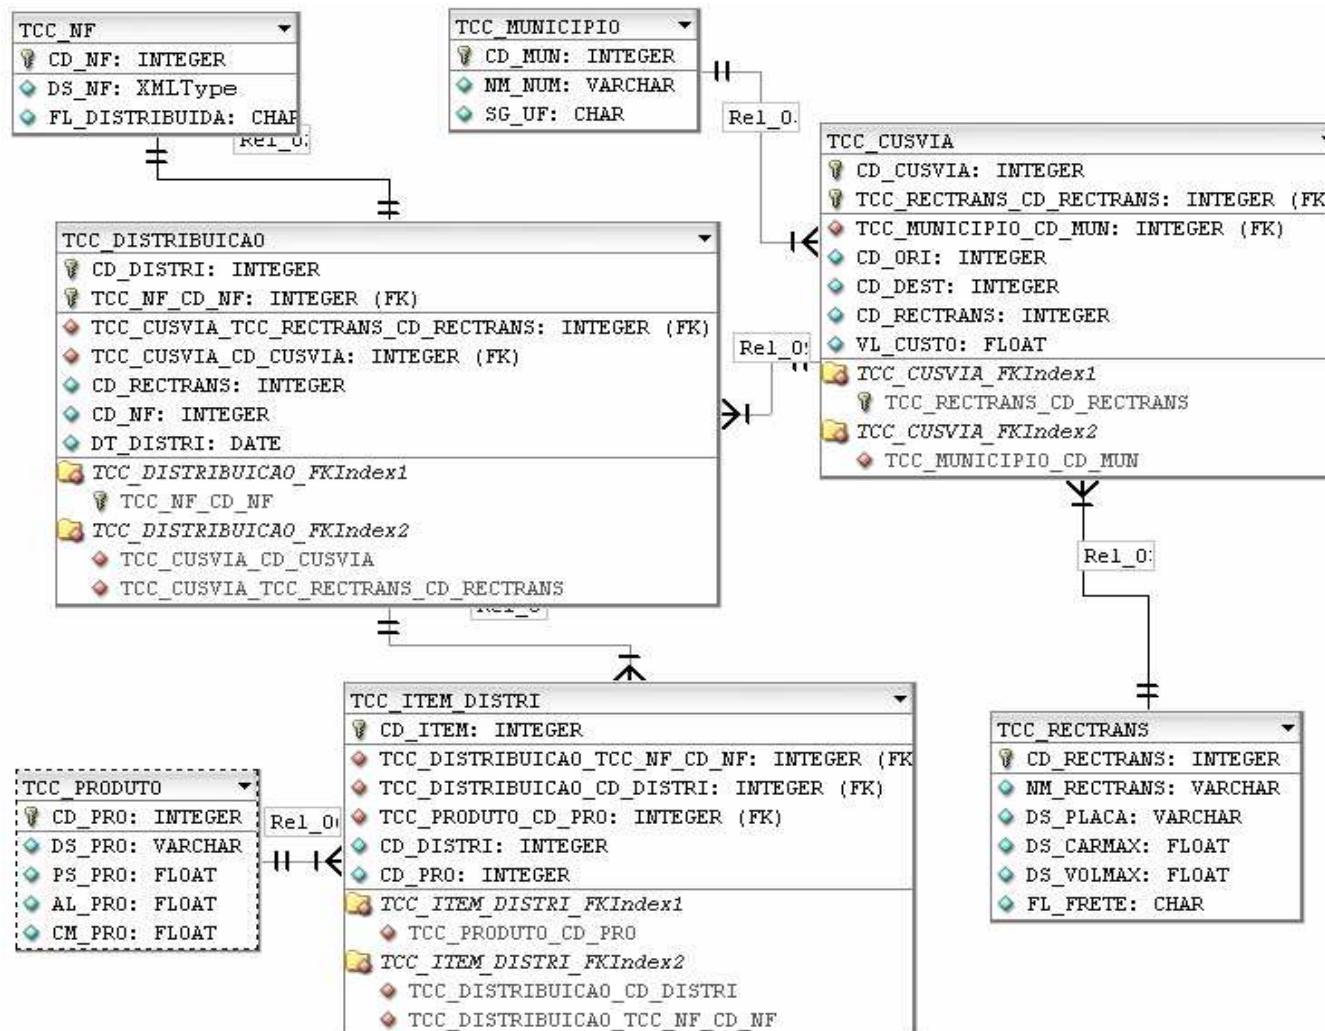 TCC_NF
CD_NF: INTEGER
DS_NF: XMLType
FL_DISTRIBUIDA: CHAR
TCC_MUNICIPIO
CD_MUN: INTEGER
NM_NUM: VARCHAR
SG_UF: CHAR
Rel_0
TCC_CUSVIA
CD_CUSVIA: INTEGER
TCC_RECTRANS_CD_RECTRANS: INTEGER (FK
TCC_MUNICIPIO_CD_MUN: INTEGER (FK)
CD_ORI: INTEGER
CD_DEST: INTEGER
CD_RECTRANS: INTEGER
VL_CUSTO: FLOAT
TCC_CUSVIA_FKIndex1
TCC_RECTRANS_CD_RECTRANS
TCC_CUSVIA_FKIndex2
TCC_MUNICIPIO_CD_MUN
TCC_DISTRIBUICAO
CD_DISTRI: INTEGER
TCC_NF_CD_NF: INTEGER (FK)
TCC_CUSVIA_TCC_RECTRANS_CD_RECTRANS: INTEGER (FK)
TCC_CUSVIA_CD_CUSVIA: INTEGER (FK)
CD_RECTRANS: INTEGER
CD_NF: INTEGER
DT_DISTRI: DATE
TCC_DISTRIBUICAO_FKIndex1
TCC_NF_CD_NF
TCC_DISTRIBUICAO_FKIndex2
TCC_CUSVIA_CD_CUSVIA
TCC_CUSVIA_TCC_RECTRANS_CD_RECTRANS
TCC_ITEM_DISTRI
CD_ITEM: INTEGER
TCC_DISTRIBUICAO_TCC_NF_CD_NF: INTEGER (FK
TCC_DISTRIBUICAO_CD_DISTRI: INTEGER (FK)
TCC_PRODUTO_CD_PRO: INTEGER (FK)
CD_DISTRI: INTEGER
CD_PRO: INTEGER
TCC_ITEM_DISTRI_FKIndex1
TCC_PRODUTO_CD_PRO
TCC_ITEM_DISTRI_FKIndex2
TCC_DISTRIBUICAO_CD_DISTRI
TCC_DISTRIBUICAO_TCC_NF_CD_NF
TCC_PRODUTO
CD_PRO: INTEGER
DS_PRO: VARCHAR
PS_PRO: FLOAT
AL_PRO: FLOAT
CM_PRO: FLOAT
TCC_RECTRANS
CD_RECTRANS: INTEGER
NM_RECTRANS: VARCHAR
DS_PLACA: VARCHAR
DS_CARMAX: FLOAT
DS_VOLMAX: FLOAT
FL_FRETE: CHAR